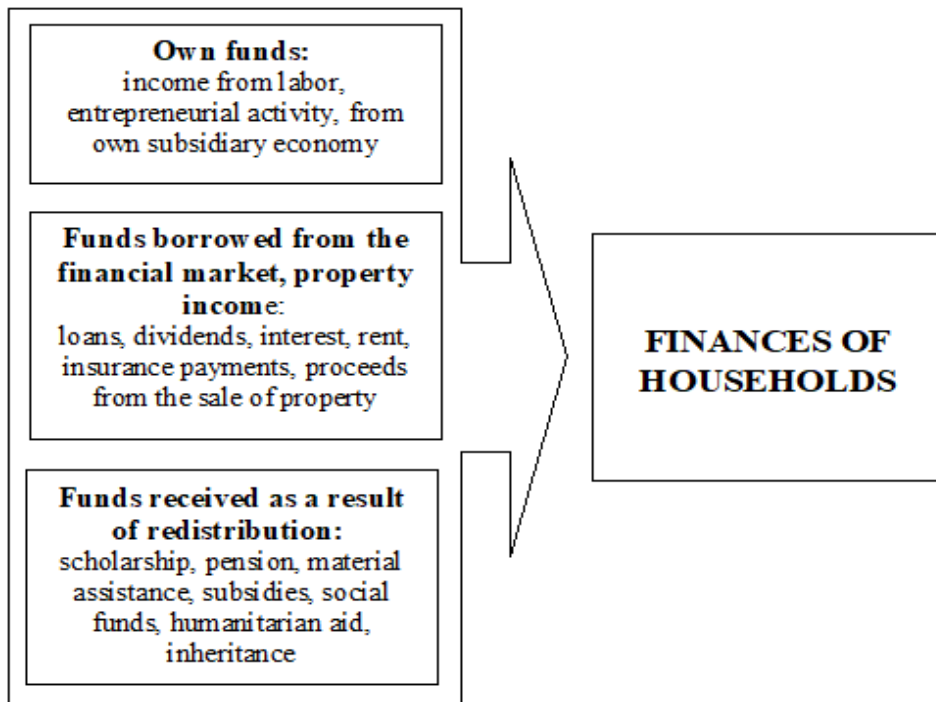 Own funds:
income from labor,
entrepreneurial activity, from
own subsidiary economy
Funds borrowed from the
financial market, property
income:
loans, dividends, interest, rent,
insurance payments, proceeds
from the sale of property
Funds received as a result
of redistribution:
scholarship, pension, material
assistance, subsidies, social
funds, humanitarian aid,
inheritance
FINANCES OF
HOUSEHOLDS